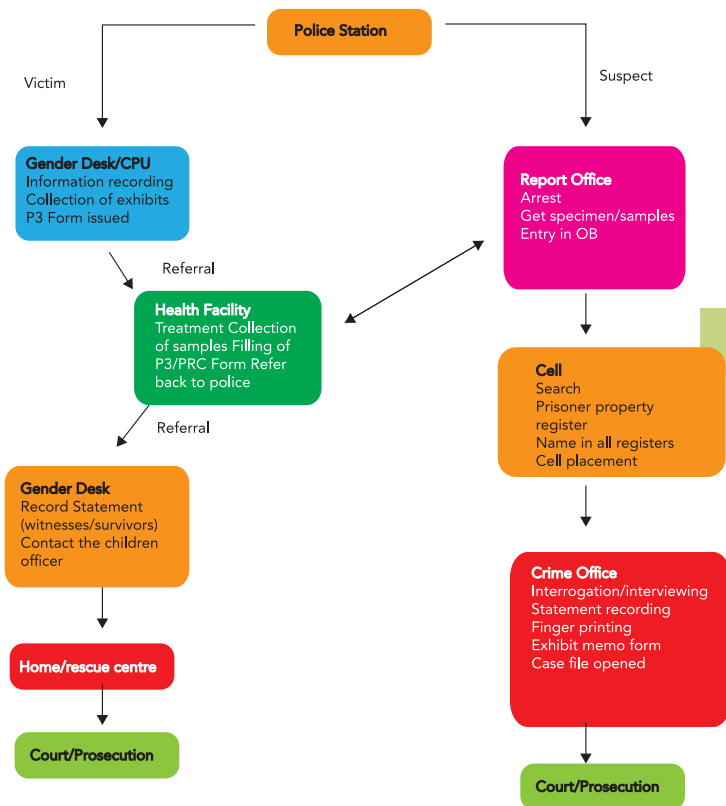 Police Station
Victim
Suspect
Gender Desk/CPU
Information recording
Collection of exhibits
P3 Form issued
Report Office
Arrest
Get specimen/samples
Entry in OB
Referral
Health Facility
Treatment Collection
of samples Filling of
P3/PRC Form Refer
back to police
Cell
Search
Prisoner property
register
Name in all registers
Cell placement
Referral
Gender Desk
Record Statement
(witnesses/survivors)
Contact the children
officer
Crime Office
Interrogation/interviewing
Statement recording
Finger printing
Exhibit memo form
Case file opened
Home/rescue centre
Court/Prosecution
Court/Prosecution